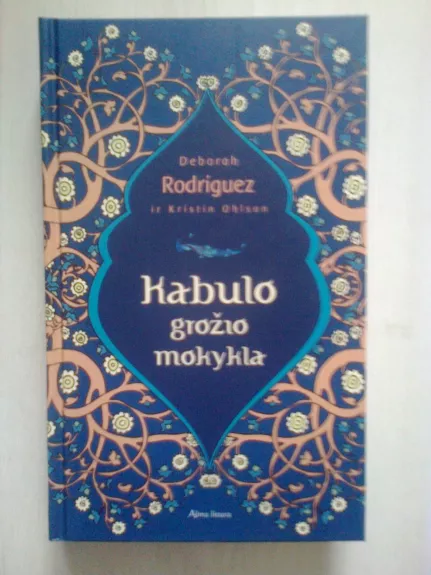 Deborah
Rodriguez
ir Kristin Ohlson
Kabulo
grožio
mokykla
Alma littera